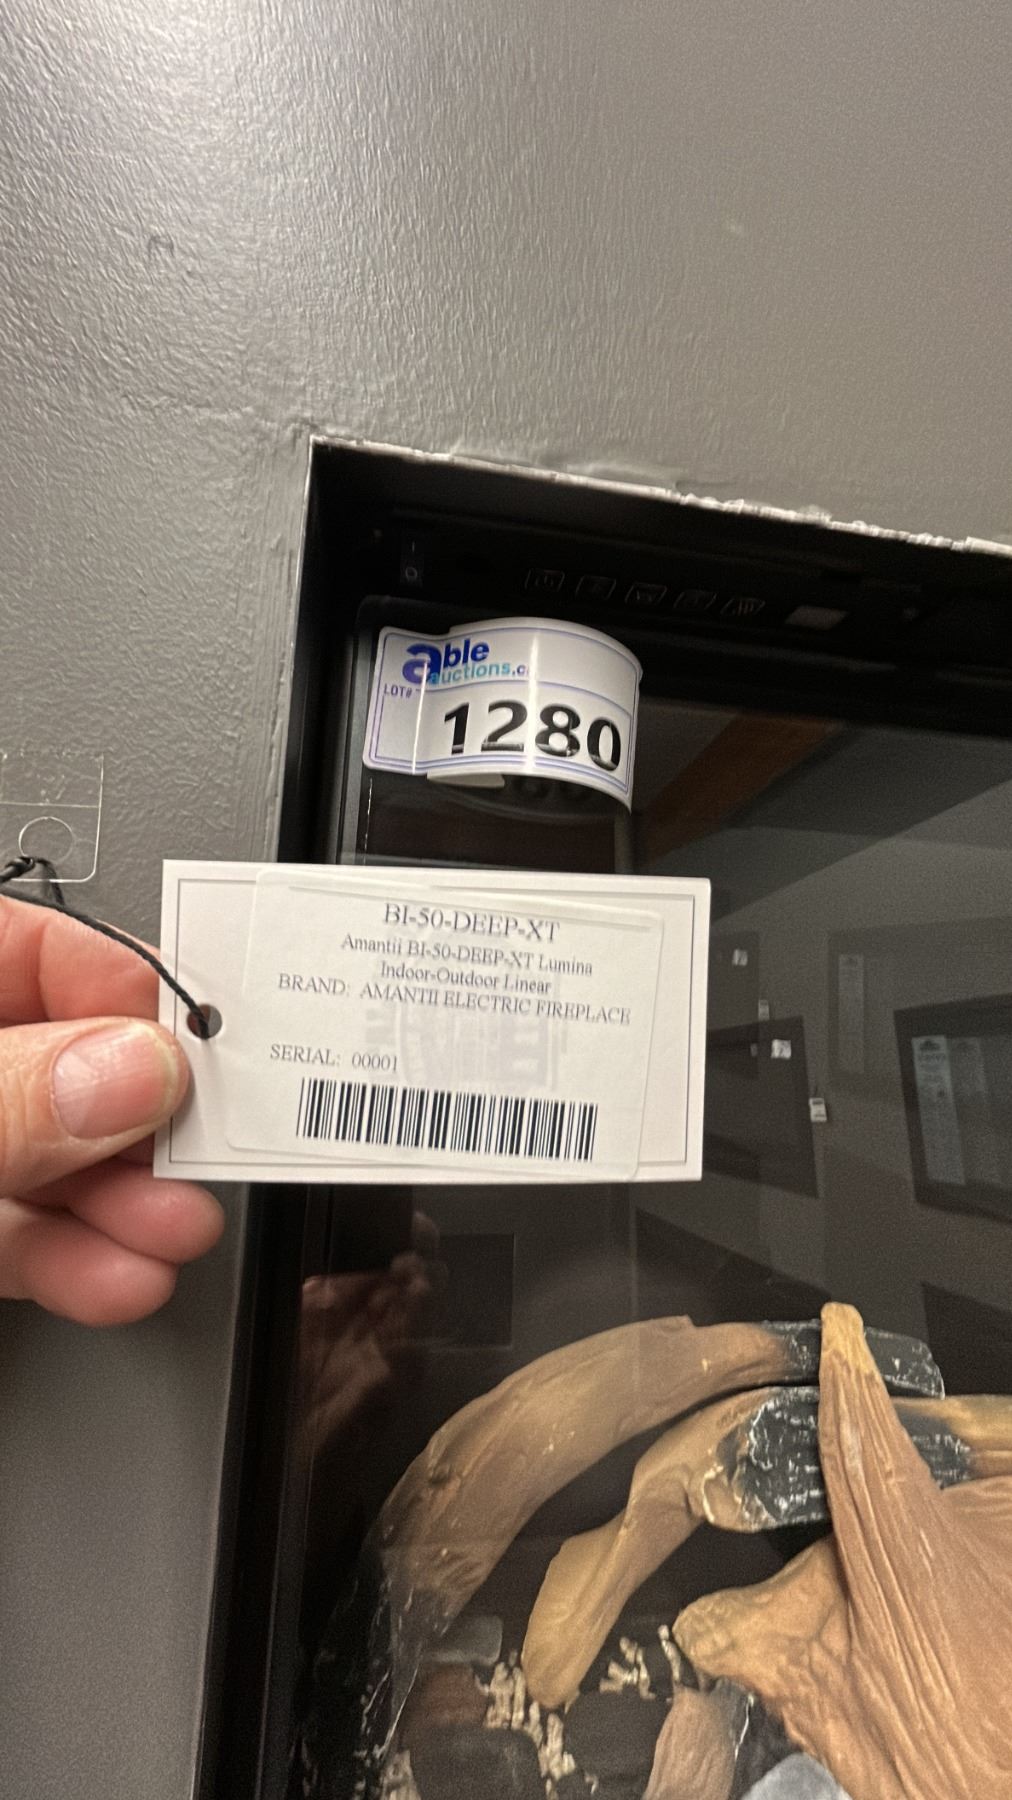 able
auctions.c
LOT#
1280
BI-50-DEEP-XT
Amantii BI-50-DEEP-XT Lumina
Indoor-Outdoor Linear
BRAND: AMANTII ELECTRIC FIREPLACE
SERIAL: 00001